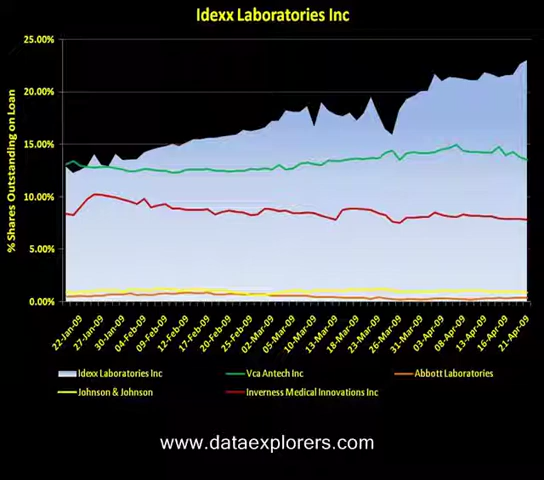 Idexx Laboratories Inc
% Shares Outstanding on Loan
25.00%
20.00%
15.00%
10.00%
5.00%
0.00%
22-Jan-09
27-Jan-09
30-Jan-09
04-Feb-09
09-Feb-09
12-Feb-09
17-Feb-09
20-Feb-09
25-Feb-09
02-Mar-09
05-Mar-09
10-Mar-09
13-Mar-09
18-Mar-09
23-Mar-09
26-Mar-09
31-Mar-09
03-Apr-09
08-Apr-09
13-Apr-09
16-Apr-09
21-Apr-09
Idexx Laboratories Inc
Vca Antech Inc
Abbott Laboratories
Johnson & Johnson
Inverness Medical Innovations Inc
www.dataexplorers.com